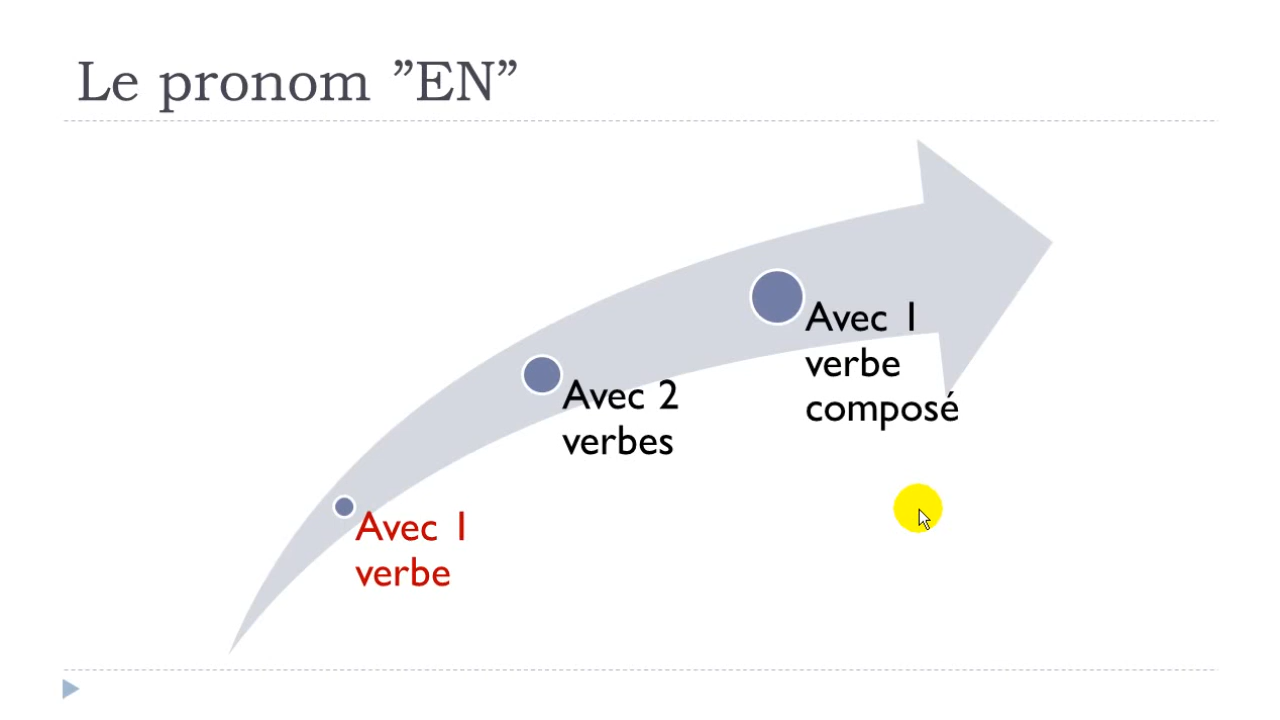 Le pronom ”EN”
Avec 1
verbe
composé
Avec 2
verbes
Avec 1
verbe